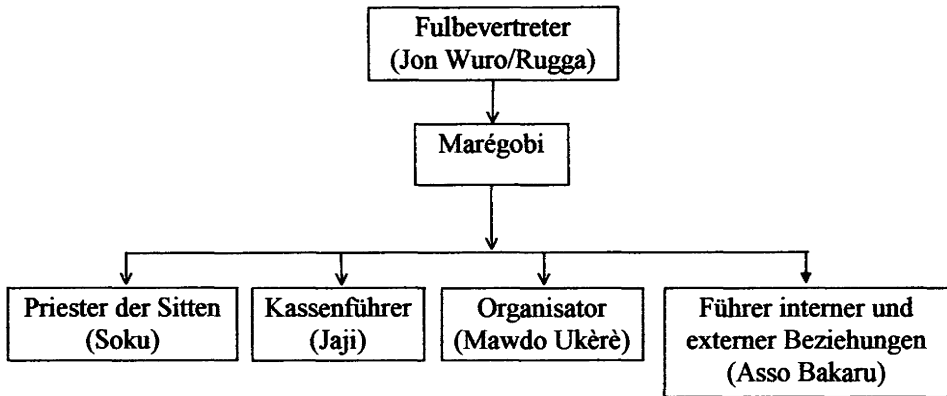 Fulbevertreter
(Jon Wuro/Rugga)
Marégobi
Priester der Sitten
(Soku)
Kassenführer
(Jaji)
Organisator
(Mawdo Ukèrè)
Führer interner und
externer Beziehungen
(Asso Bakaru)